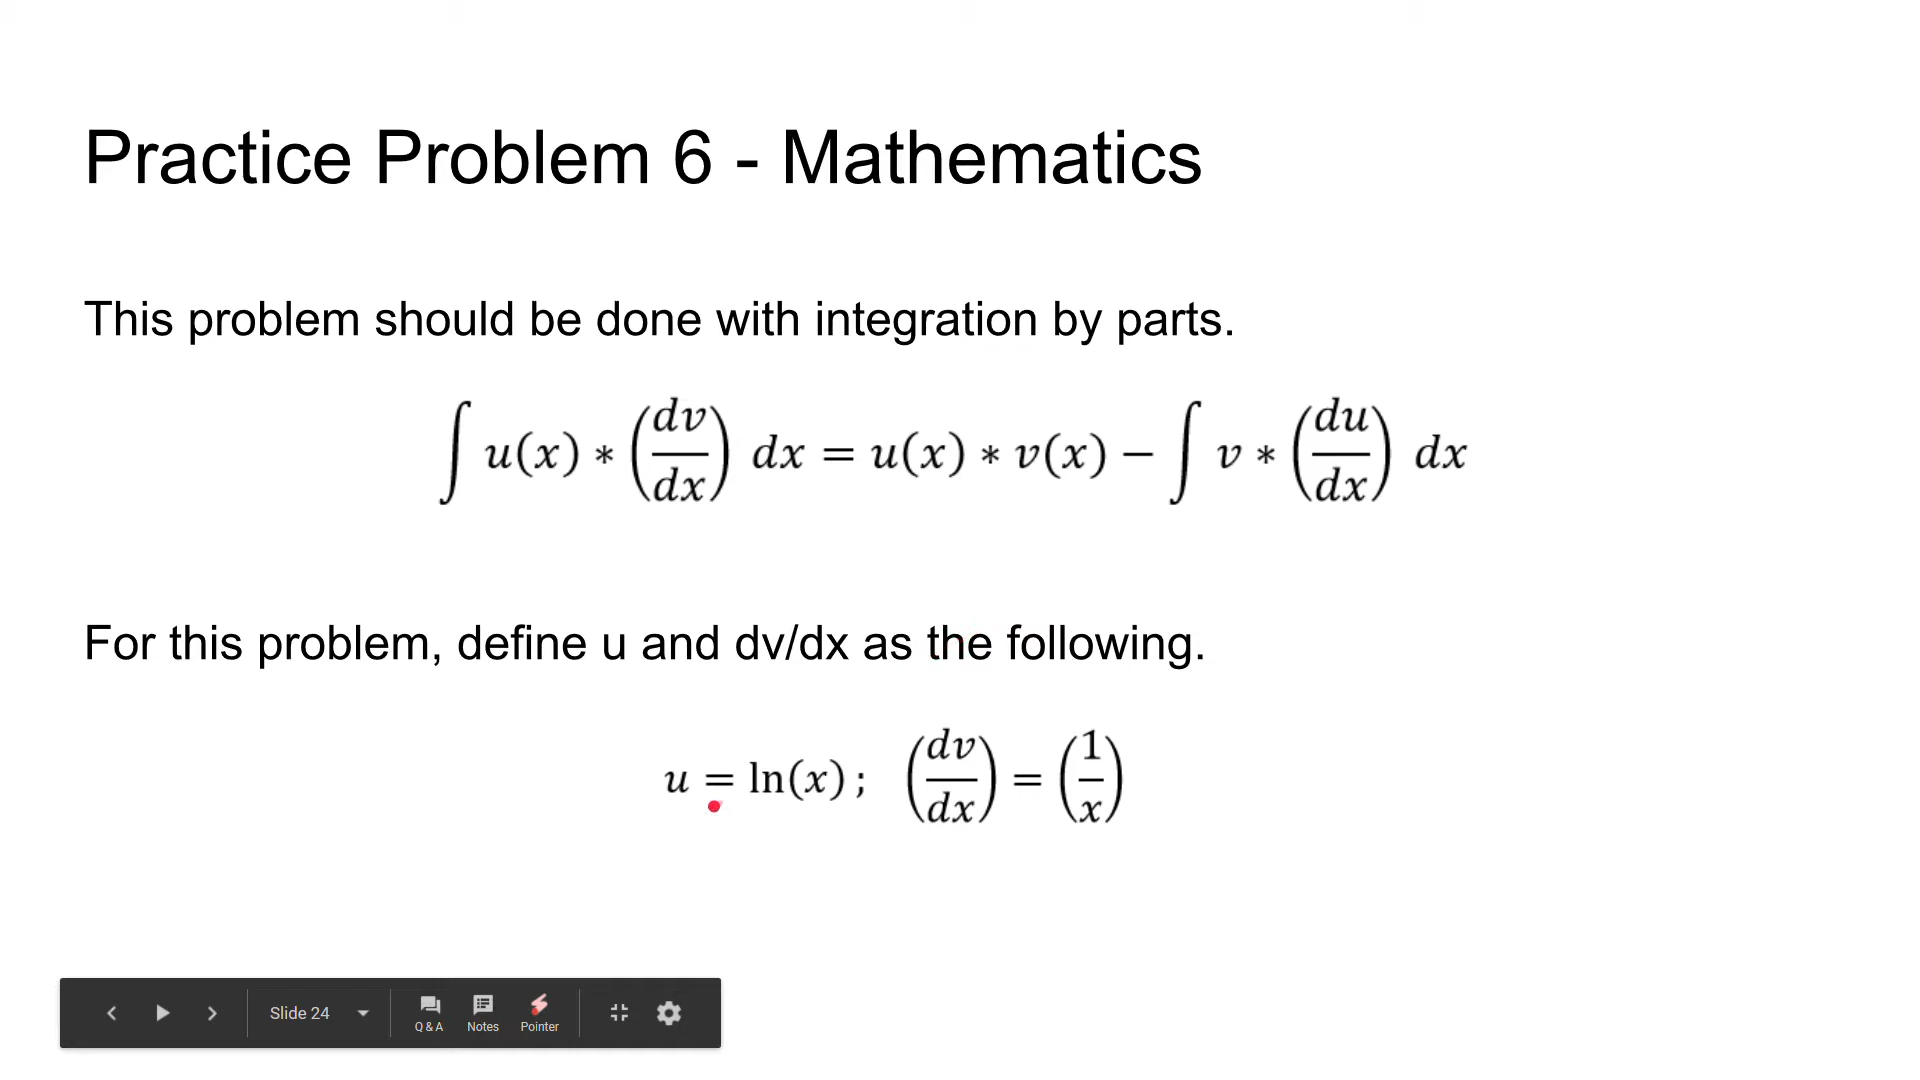 Practice Problem 6 - Mathematics
This problem should be done with integration by parts.
∫ u(x) * (dv/dx) dx = u(x) * v(x) − ∫ v * (du/dx) dx
For this problem, define u and dv/dx as the following.
u = ln(x) ; (dv/dx) = (1/x)
Slide 24 Q & A Notes Pointer